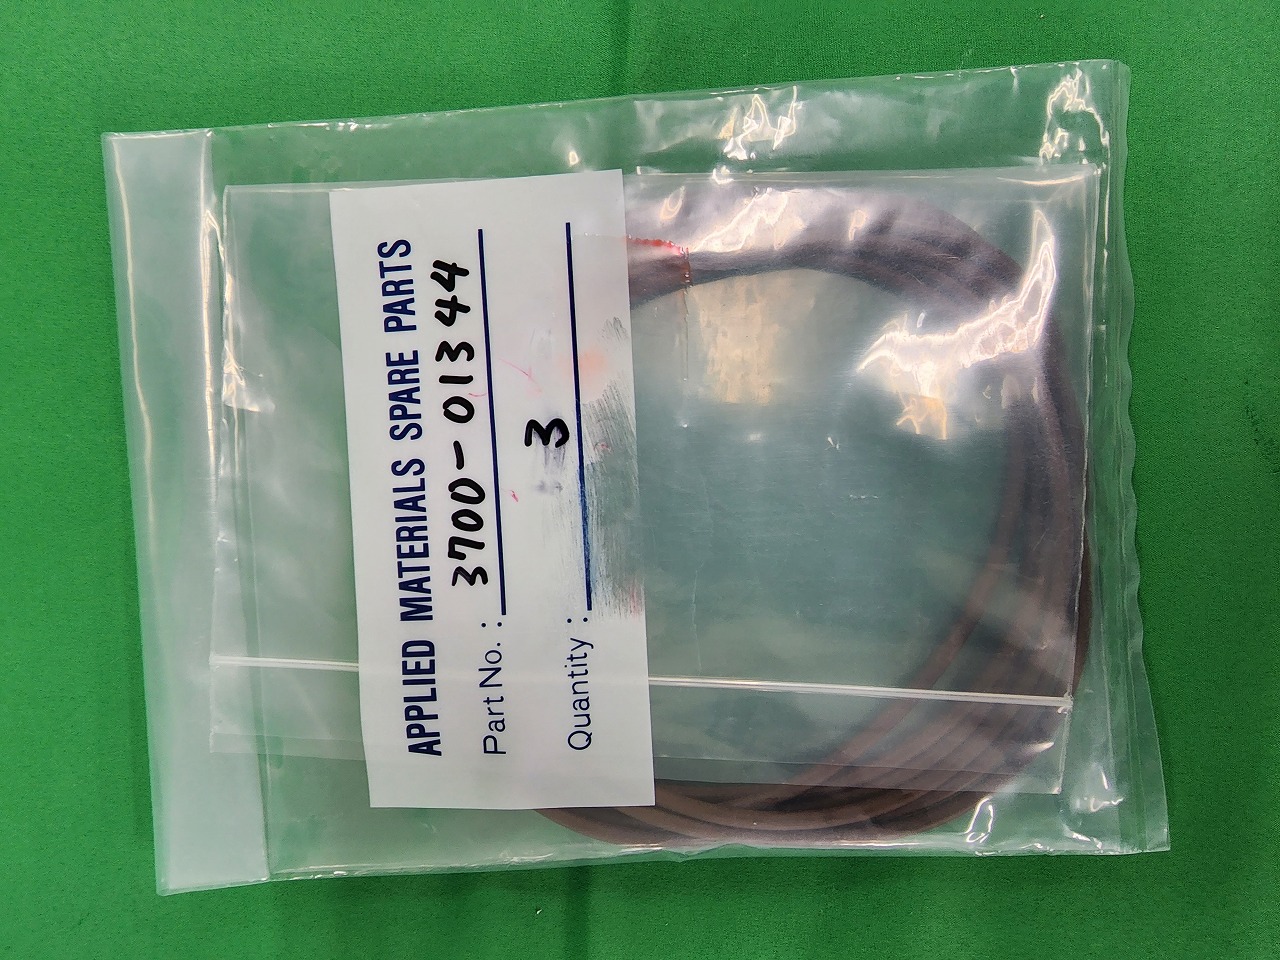 APPLIED MATERIALS SPARE PARTS
Part No. : 3700-01344
Quantity : 3